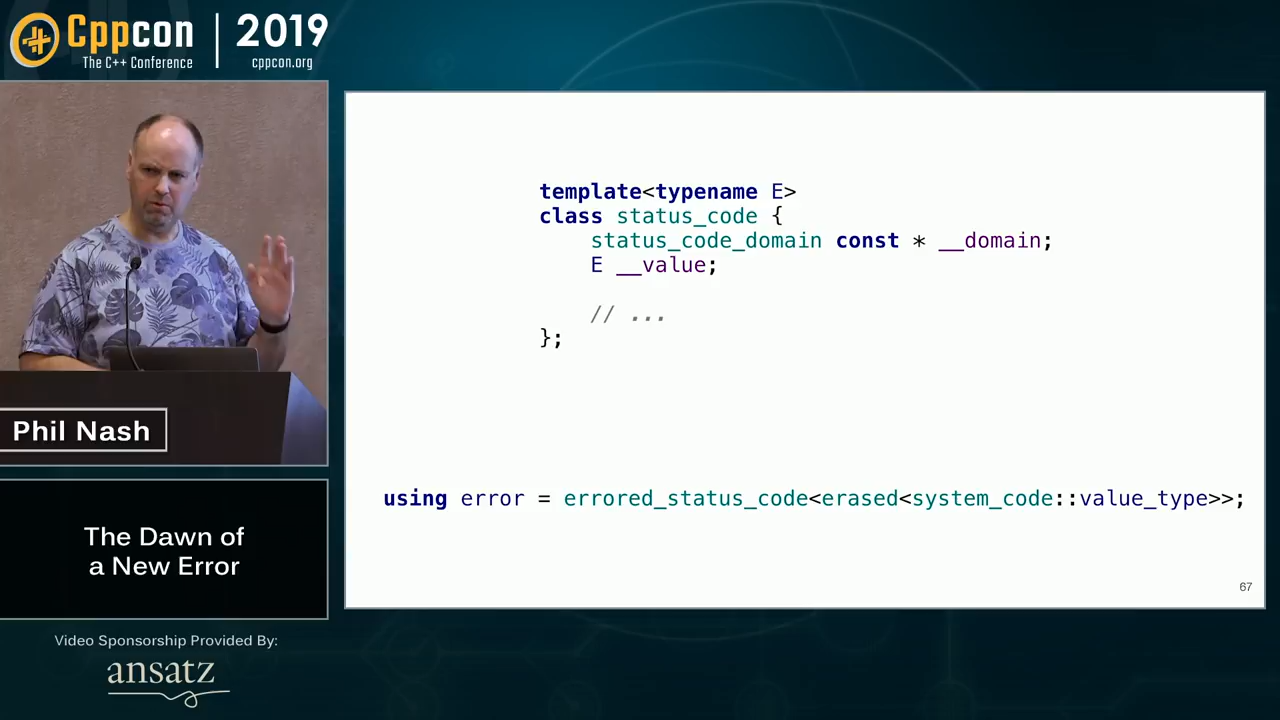 Cppcon
The C++ Conference
2019
cppcon.org
template<typename E>
class status_code {
    status_code_domain const * __domain;
    E __value;
    // ...
};
using error = errored_status_code<erased<system_code::value_type>>;
67
Phil Nash
The Dawn of
a New Error
Video Sponsorship Provided By:
ansatz